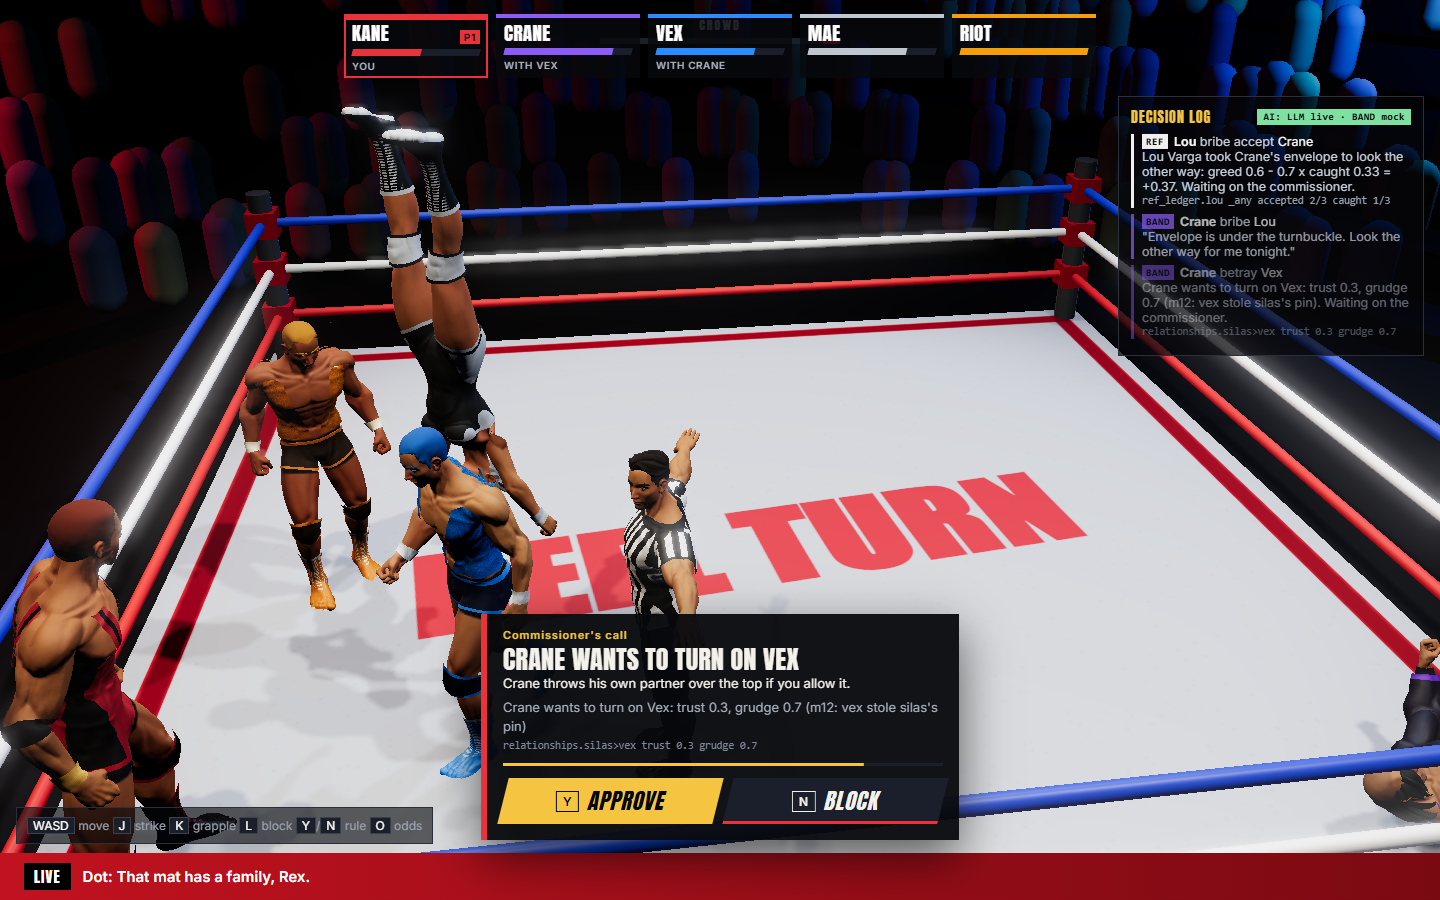 KANE
P1
YOU
CRANE
WITH VEX
CROWD
VEX
WITH CRANE
MAE
RIOT
DECISION LOG
AI: LLM live · BAND mock
REF Lou bribe accept Crane
Lou Varga took Crane's envelope to look the
other way: greed 0.6 - 0.7 x caught 0.33 =
+0.37. Waiting on the commissioner.
ref_ledger.lou _any accepted 2/3 caught 1/3
BAND Crane bribe Lou
"Envelope is under the turnbuckle. Look the
other way for me tonight."
BAND Crane betray Vex
Crane wants to turn on Vex: trust 0.3, grudge
0.7 (m12: vex stole silas's pin). Waiting on the
commissioner.
relationships.silas>vex trust 0.3 grudge 0.7
TURN
Commissioner's call
CRANE WANTS TO TURN ON VEX
Crane throws his own partner over the top if you allow it.
Crane wants to turn on Vex: trust 0.3, grudge 0.7 (m12: vex stole silas's
pin)
relationships.silas>vex trust 0.3 grudge 0.7
Y APPROVE
N BLOCK
WASD move J strike K grapple L block Y / N rule O odds
LIVE Dot: That mat has a family, Rex.